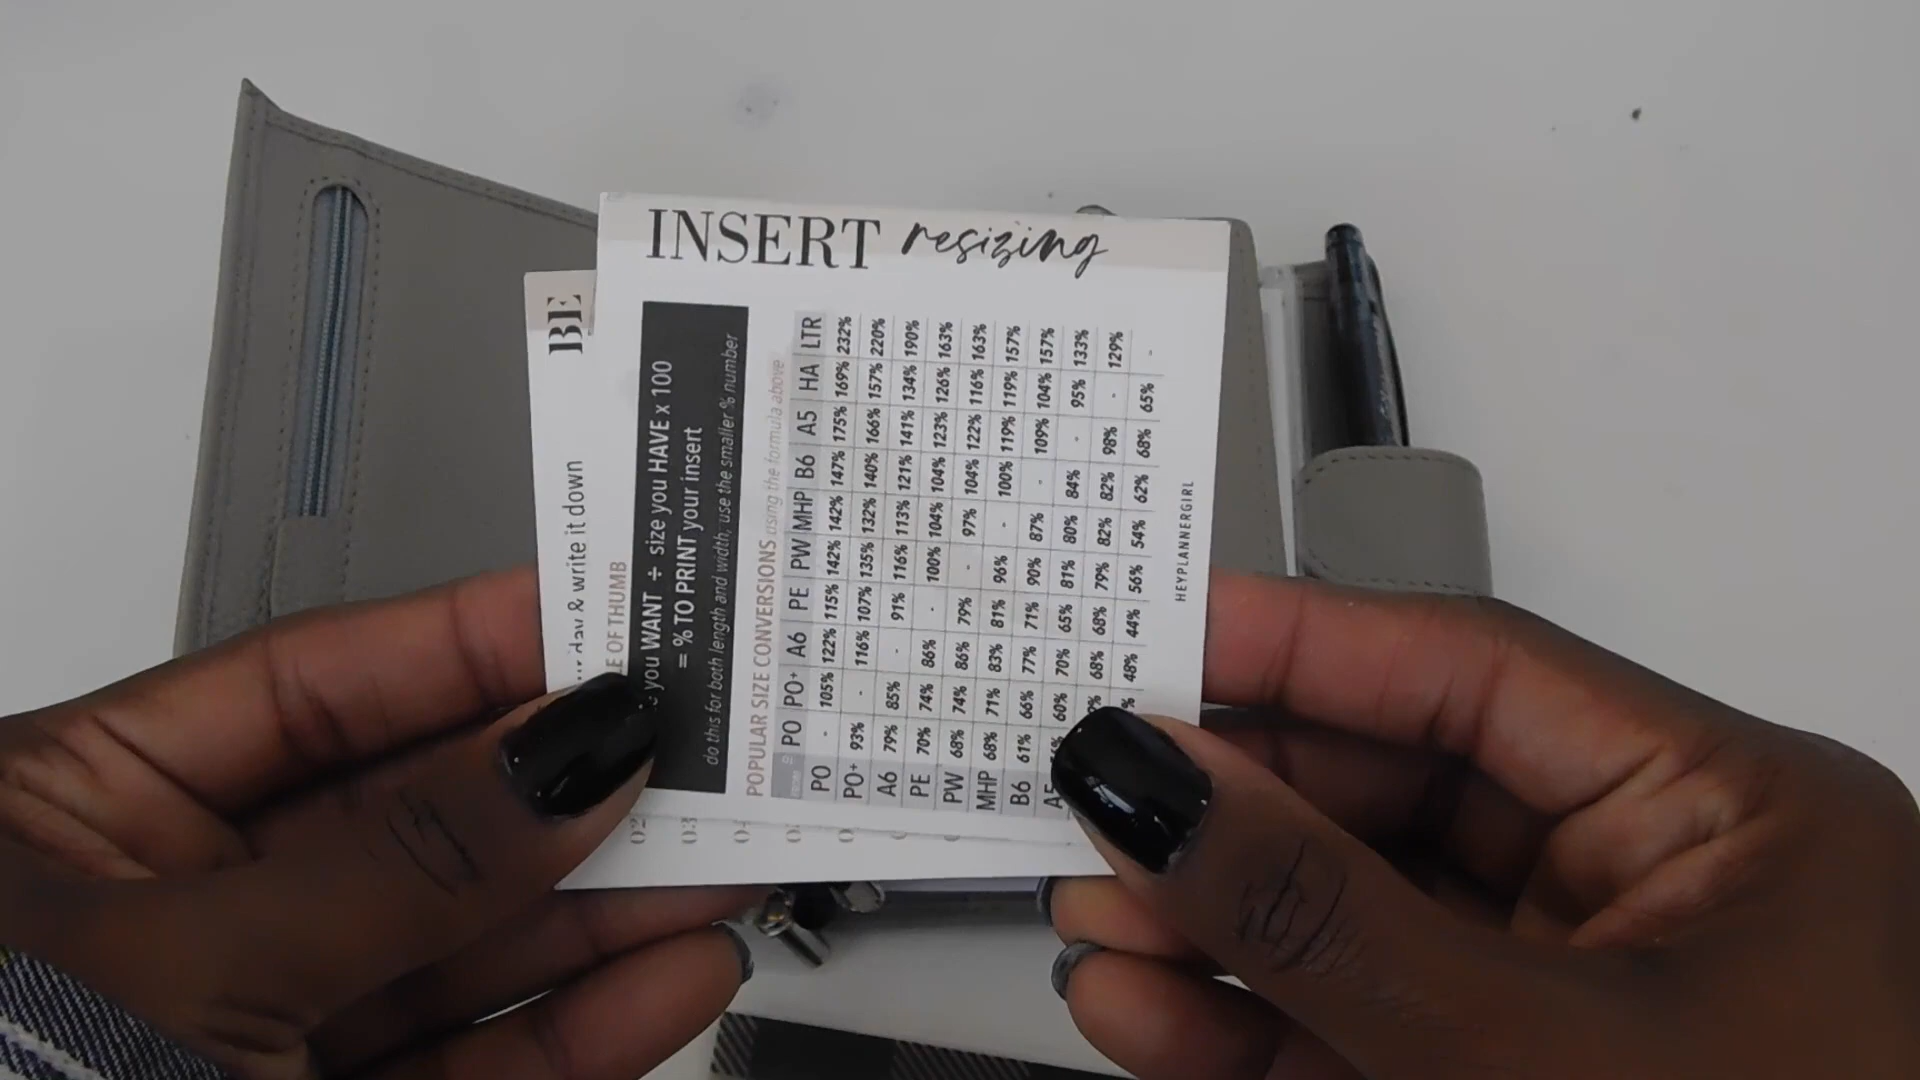 INSERT resizing
you WANT ÷ size you HAVE x 100
= % TO PRINT your insert
do this for both length and width, use the smaller % number
POPULAR SIZE CONVERSIONS using the formula above
PO PO+ A6 PE PW MHP B6 A5 HA LTR
PO - 105% 122% 115% 142% 142% 147% 175% 169% 232%
PO+ 93% - 116% 107% 135% 132% 140% 166% 157% 220%
A6 79% 85% - 91% 116% 113% 121% 141% 134% 190%
PE 70% 74% 86% - 100% 104% 104% 123% 126% 163%
PW 68% 74% 86% 79% - 97% 104% 122% 116% 163%
MHP 68% 71% 83% 81% 96% - 100% 119% 119% 157%
B6 61% 66% 77% 71% 90% 87% - 109% 104% 157%
60% 70% 65% 81% 80% 84% - 95% 133%
68% 68% 79% 82% 82% 98% - 129%
48% 44% 56% 54% 62% 68% 65% -
HEYPLANNERGIRL
BE
& write it down
OF THUMB
02
03